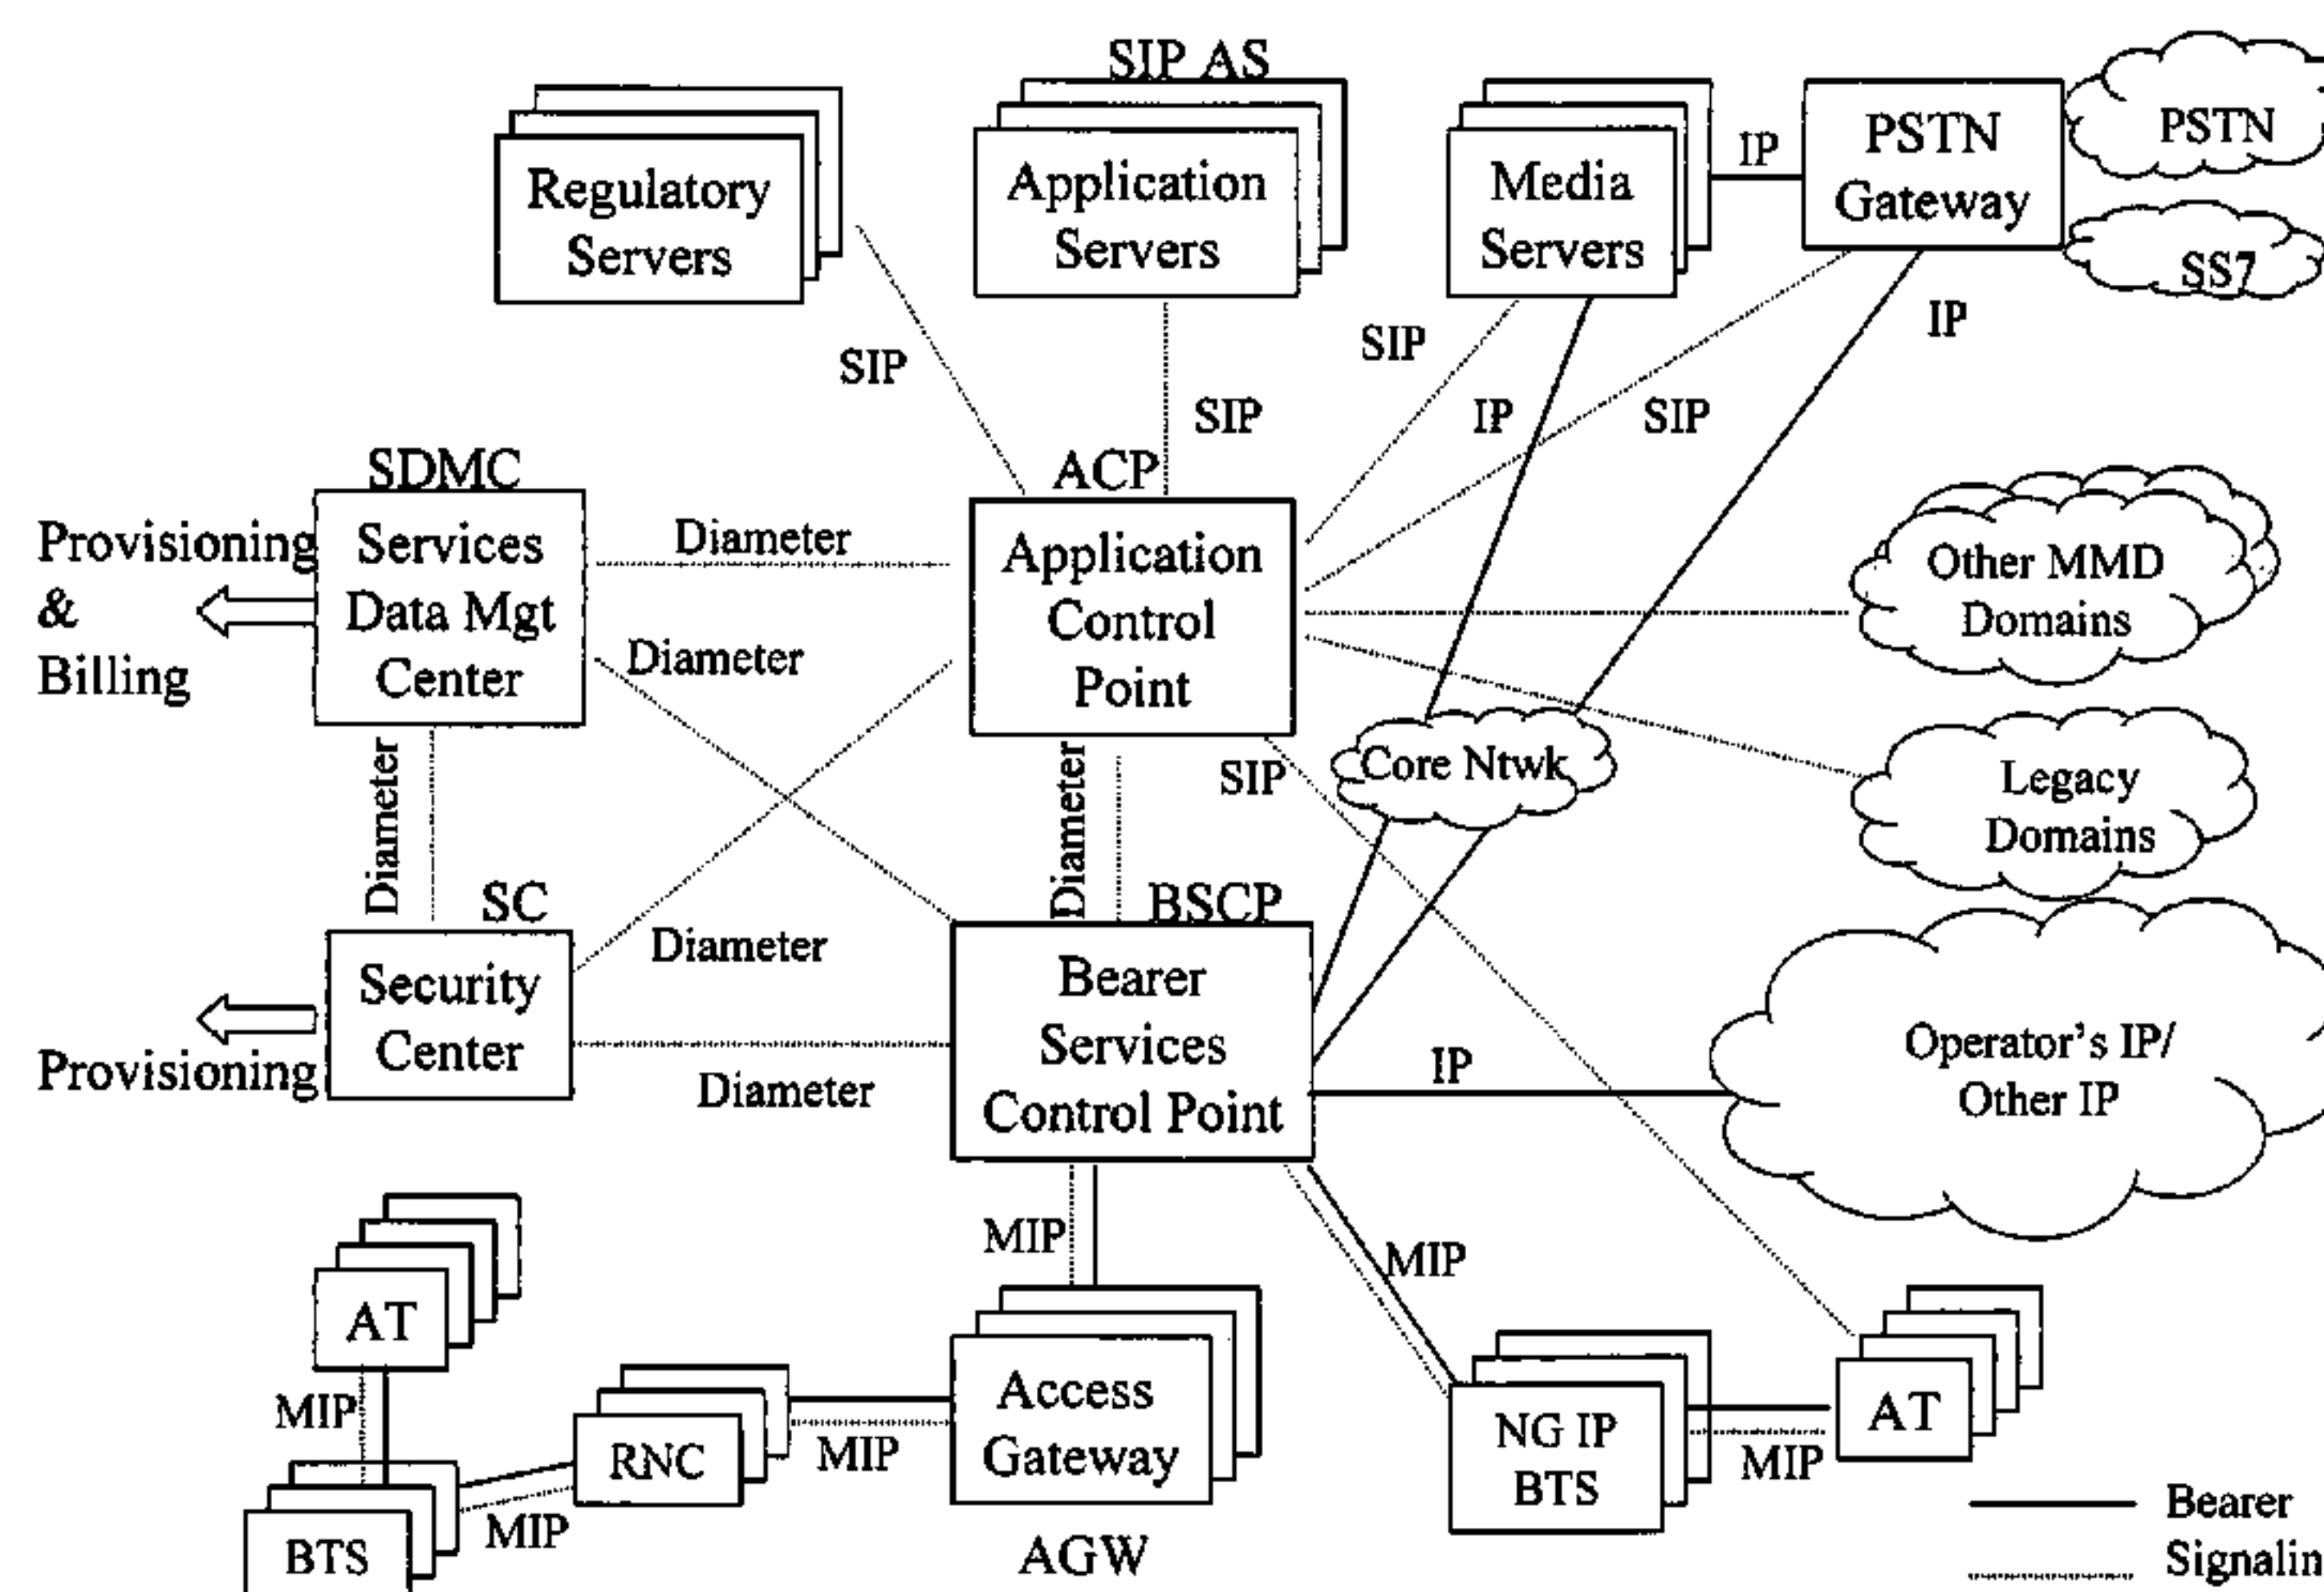 SIP AS
Regulatory
Servers
Application
Servers
Media
Servers
IP
PSTN
Gateway
PSTN
SS7
IP
SIP
SIP
SIP
IP
SIP
SDMC
ACP
Provisioning
&
Billing
Services
Data Mgt
Center
Diameter
Diameter
Application
Control
Point
Other MMD
Domains
Core Ntwk
SIP
Legacy
Domains
Diameter
Diameter
SC
BSCP
Security
Center
Provisioning
Diameter
Diameter
Bearer
Services
Control Point
IP
Operator's IP/
Other IP
MIP
MIP
AT
MIP
BTS
MIP
RNC
MIP
Access
Gateway
AGW
NG IP
BTS
MIP
AT
Bearer
Signalin